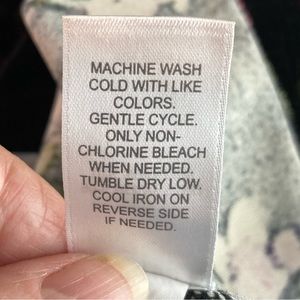 MACHINE WASH
COLD WITH LIKE
COLORS.
GENTLE CYCLE.
ONLY NON-
CHLORINE BLEACH
WHEN NEEDED.
TUMBLE DRY LOW.
COOL IRON ON
REVERSE SIDE
IF NEEDED.